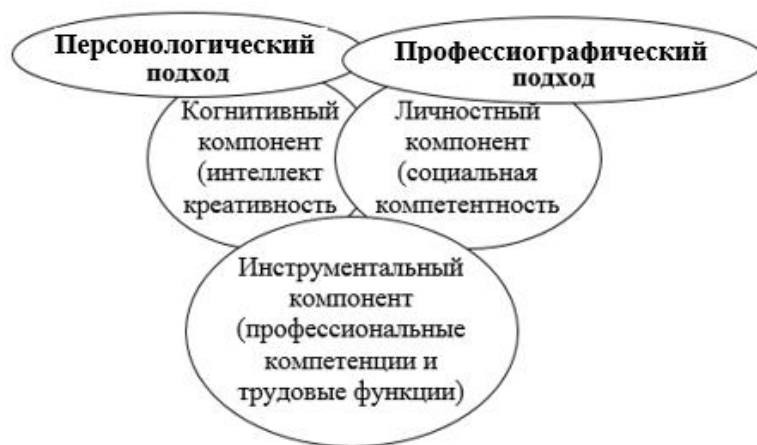 Персонологический
подход
Профессиографический
подход
Когнитивный
компонент
(интеллект
креативность
Личностный
компонент
(социальная
компетентность
Инструментальный
компонент
(профессиональные
компетенции и
трудовые функции)